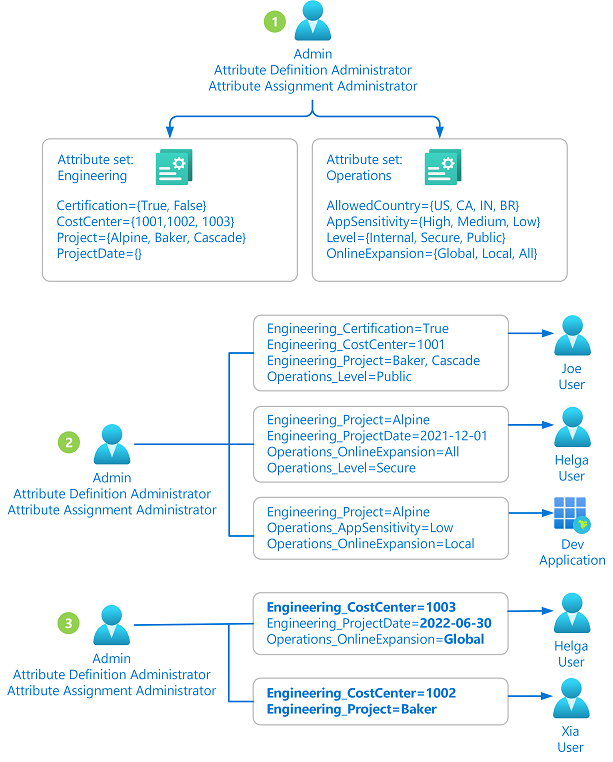 1
Admin
Attribute Definition Administrator
Attribute Assignment Administrator
Attribute set:
Engineering
Certification={True, False}
CostCenter={1001,1002, 1003}
Project={Alpine, Baker, Cascade}
ProjectDate={}
Attribute set:
Operations
AllowedCountry={US, CA, IN, BR}
AppSensitivity={High, Medium, Low}
Level={Internal, Secure, Public}
OnlineExpansion={Global, Local, All}
2
Admin
Attribute Definition Administrator
Attribute Assignment Administrator
Engineering_Certification=True
Engineering_CostCenter=1001
Engineering_Project=Baker, Cascade
Operations_Level=Public
Joe
User
Engineering_Project=Alpine
Engineering_ProjectDate=2021-12-01
Operations_OnlineExpansion=All
Operations_Level=Secure
Helga
User
Engineering_Project=Alpine
Operations_AppSensitivity=Low
Operations_OnlineExpansion=Local
Dev
Application
3
Admin
Attribute Definition Administrator
Attribute Assignment Administrator
Engineering_CostCenter=1003
Engineering_ProjectDate=2022-06-30
Operations_OnlineExpansion=Global
Helga
User
Engineering_CostCenter=1002
Engineering_Project=Baker
Xia
User